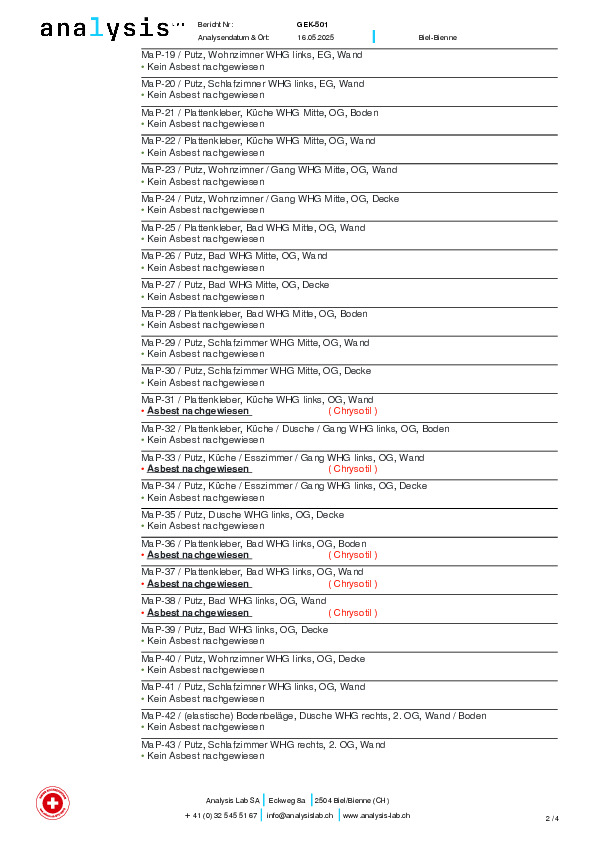 analysis
Bericht Nr: GEK-501
Analysendatum & Ort: 16.05.2025 Biel-Bienne
MaP-19 / Putz, Wohnzimner WHG links, EG, Wand
• Kein Asbest nachgewiesen
MaP-20 / Putz, Schlafzimner WHG links, EG, Wand
• Kein Asbest nachgewiesen
MaP-21 / Plattenkleber, Küche WHG Mitte, OG, Boden
• Kein Asbest nachgewiesen
MaP-22 / Plattenkleber, Küche WHG Mitte, OG, Wand
• Kein Asbest nachgewiesen
MaP-23 / Putz, Wohnzimner / Gang WHG Mitte, OG, Wand
• Kein Asbest nachgewiesen
MaP-24 / Putz, Wohnzimner / Gang WHG Mitte, OG, Decke
• Kein Asbest nachgewiesen
MaP-25 / Plattenkleber, Bad WHG Mitte, OG, Wand
• Kein Asbest nachgewiesen
MaP-26 / Putz, Bad WHG Mitte, OG, Wand
• Kein Asbest nachgewiesen
MaP-27 / Putz, Bad WHG Mitte, OG, Decke
• Kein Asbest nachgewiesen
MaP-28 / Plattenkleber, Bad WHG Mitte, OG, Boden
• Kein Asbest nachgewiesen
MaP-29 / Putz, Schlafzimmer WHG Mitte, OG, Wand
• Kein Asbest nachgewiesen
MaP-30 / Putz, Schlafzimmer WHG Mitte, OG, Decke
• Kein Asbest nachgewiesen
MaP-31 / Plattenkleber, Küche WHG links, OG, Wand
• Asbest nachgewiesen ( Chrysotil )
MaP-32 / Plattenkleber, Küche / Dusche / Gang WHG links, OG, Boden
• Kein Asbest nachgewiesen
MaP-33 / Putz, Küche / Esszimmer / Gang WHG links, OG, Wand
• Asbest nachgewiesen ( Chrysotil )
MaP-34 / Putz, Küche / Esszimmer / Gang WHG links, OG, Decke
• Kein Asbest nachgewiesen
MaP-35 / Putz, Dusche WHG links, OG, Decke
• Kein Asbest nachgewiesen
MaP-36 / Plattenkleber, Bad WHG links, OG, Boden
• Asbest nachgewiesen ( Chrysotil )
MaP-37 / Plattenkleber, Bad WHG links, OG, Wand
• Asbest nachgewiesen ( Chrysotil )
MaP-38 / Putz, Bad WHG links, OG, Wand
• Asbest nachgewiesen ( Chrysotil )
MaP-39 / Putz, Bad WHG links, OG, Decke
• Kein Asbest nachgewiesen
MaP-40 / Putz, Wohnzimmer WHG links, OG, Decke
• Kein Asbest nachgewiesen
MaP-41 / Putz, Schlafzimmer WHG links, OG, Wand
• Kein Asbest nachgewiesen
MaP-42 / (elastische) Bodenbeläge, Dusche WHG rechts, 2. OG, Wand / Boden
• Kein Asbest nachgewiesen
MaP-43 / Putz, Schlafzimmer WHG rechts, 2. OG, Wand
• Kein Asbest nachgewiesen
Analysis Lab SA | Eckweg 8a | 2504 Biel/Bienne (CH)
+ 41 (0) 32 545 51 67 | info@analysislab.ch | www.analysis-lab.ch
2 / 4